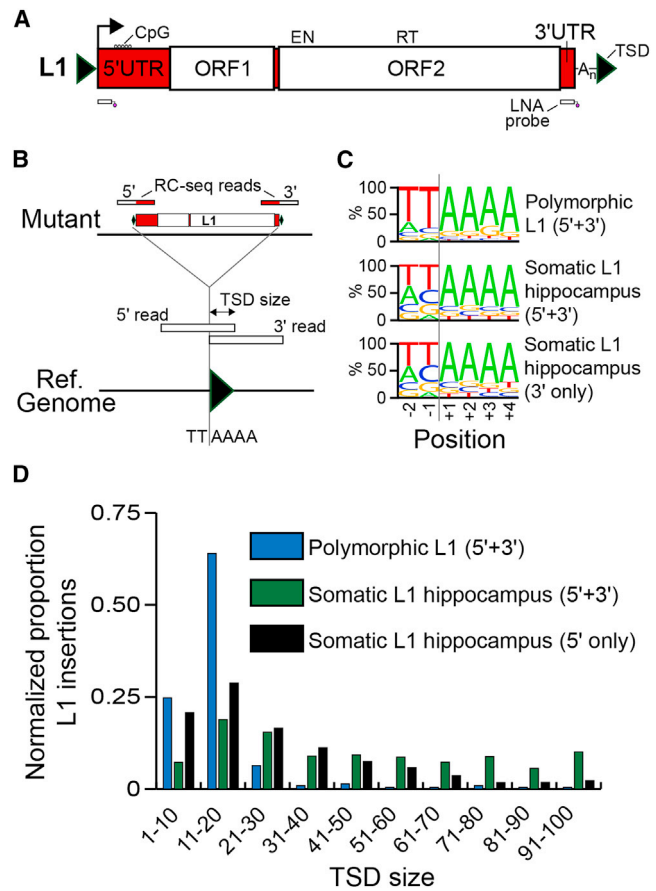 A
CpG
EN
RT
3'UTR
TSD
L1
5'UTR
ORF1
ORF2
An
LNA
probe
B
5'
RC-seq reads
3'
Mutant
L1
TSD size
5' read
3' read
Ref.
Genome
TT AAAA
C
100
%
0
TTAAAA
Polymorphic
L1 (5'+3')
100
%
0
TTAAAA
Somatic L1
hippocampus
(5'+3')
100
%
0
TTAAAA
Somatic L1
hippocampus
(3' only)
-2 -1 +1 +2 +3 +4
Position
D
Normalized proportion
L1 insertions
0.75
0.50
0.25
0
Polymorphic L1 (5'+3')
Somatic L1 hippocampus (5'+3')
Somatic L1 hippocampus (5' only)
1-10
11-20
21-30
31-40
41-50
51-60
61-70
71-80
81-90
91-100
TSD size